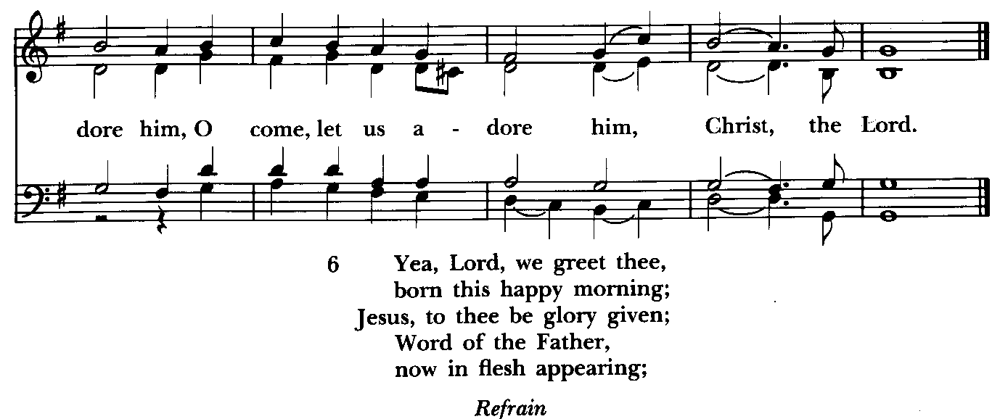 dore him, O come, let us a - dore him, Christ, the Lord.
6 Yea, Lord, we greet thee,
born this happy morning;
Jesus, to thee be glory given;
Word of the Father,
now in flesh appearing;
Refrain